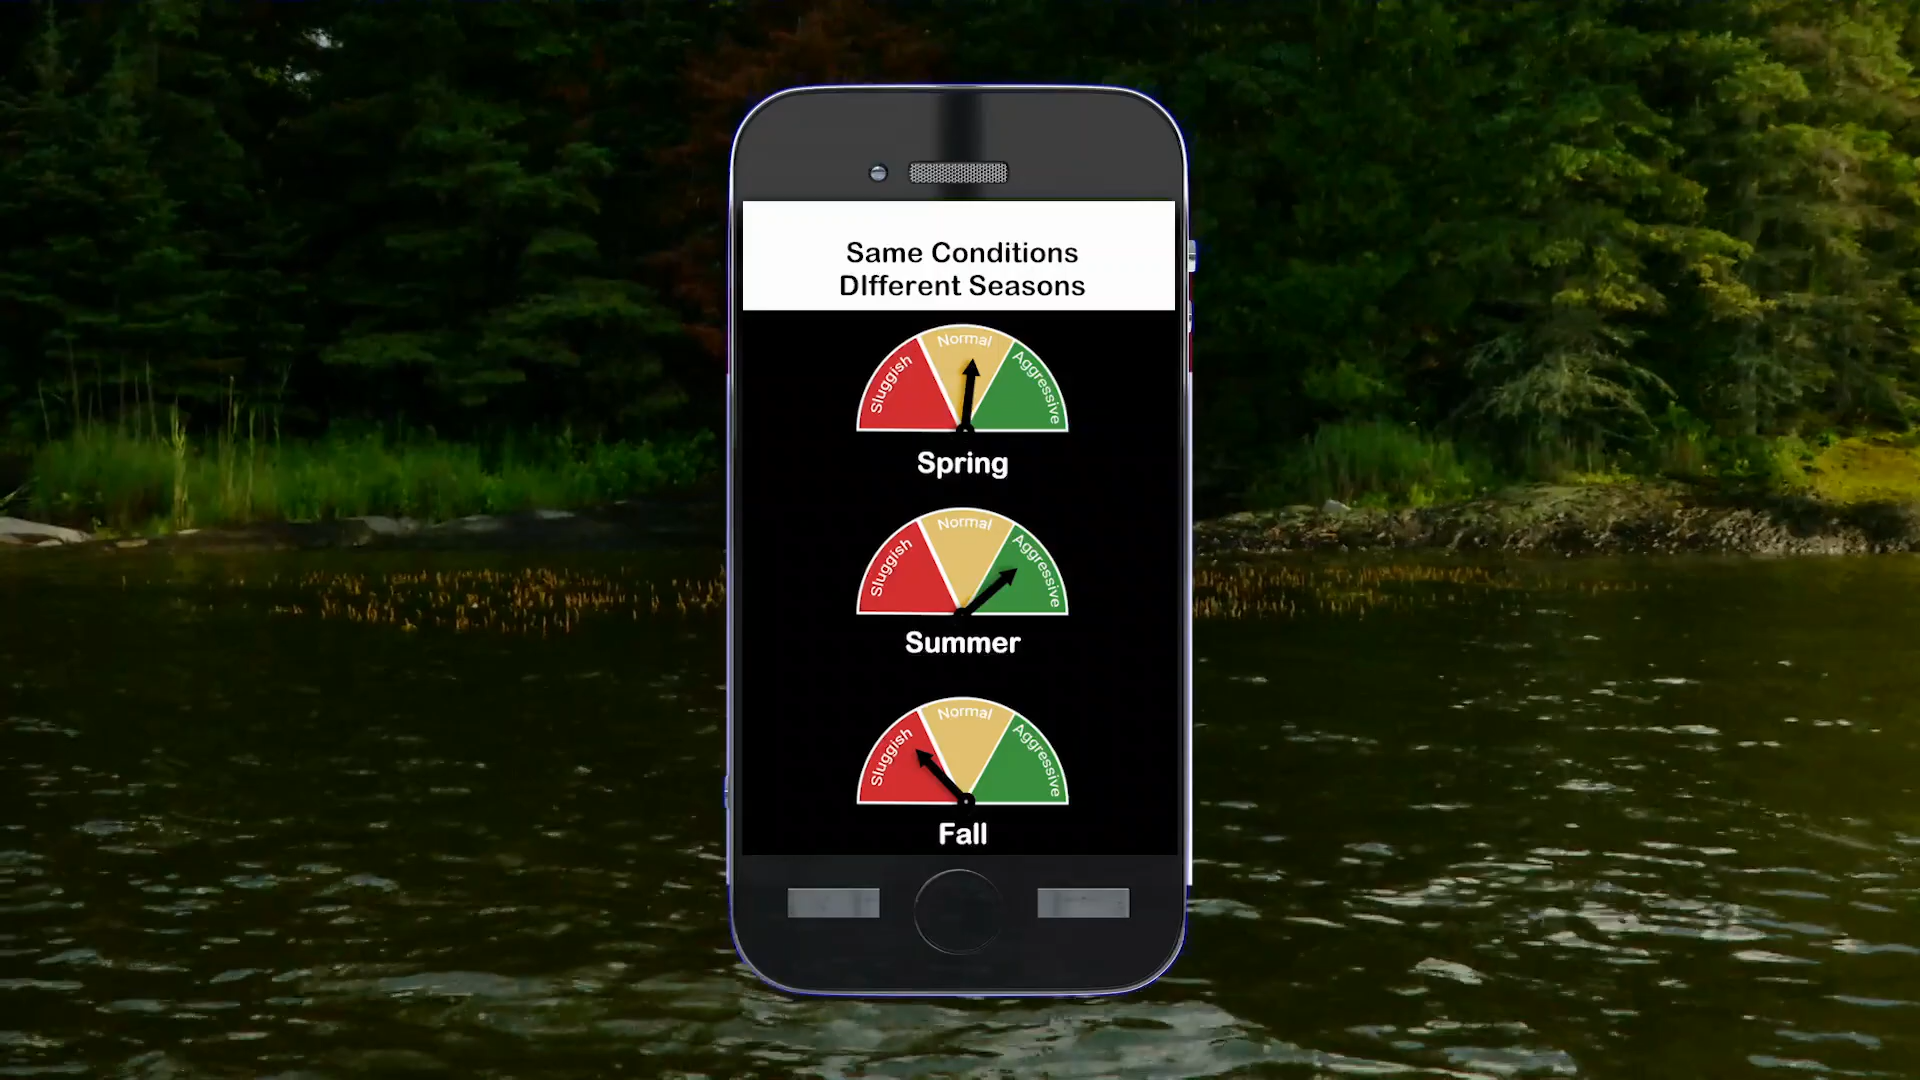 Same Conditions
DIfferent Seasons
Sluggish
Normal
Aggressive
Spring
Sluggish
Normal
Aggressive
Summer
Sluggish
Normal
Aggressive
Fall